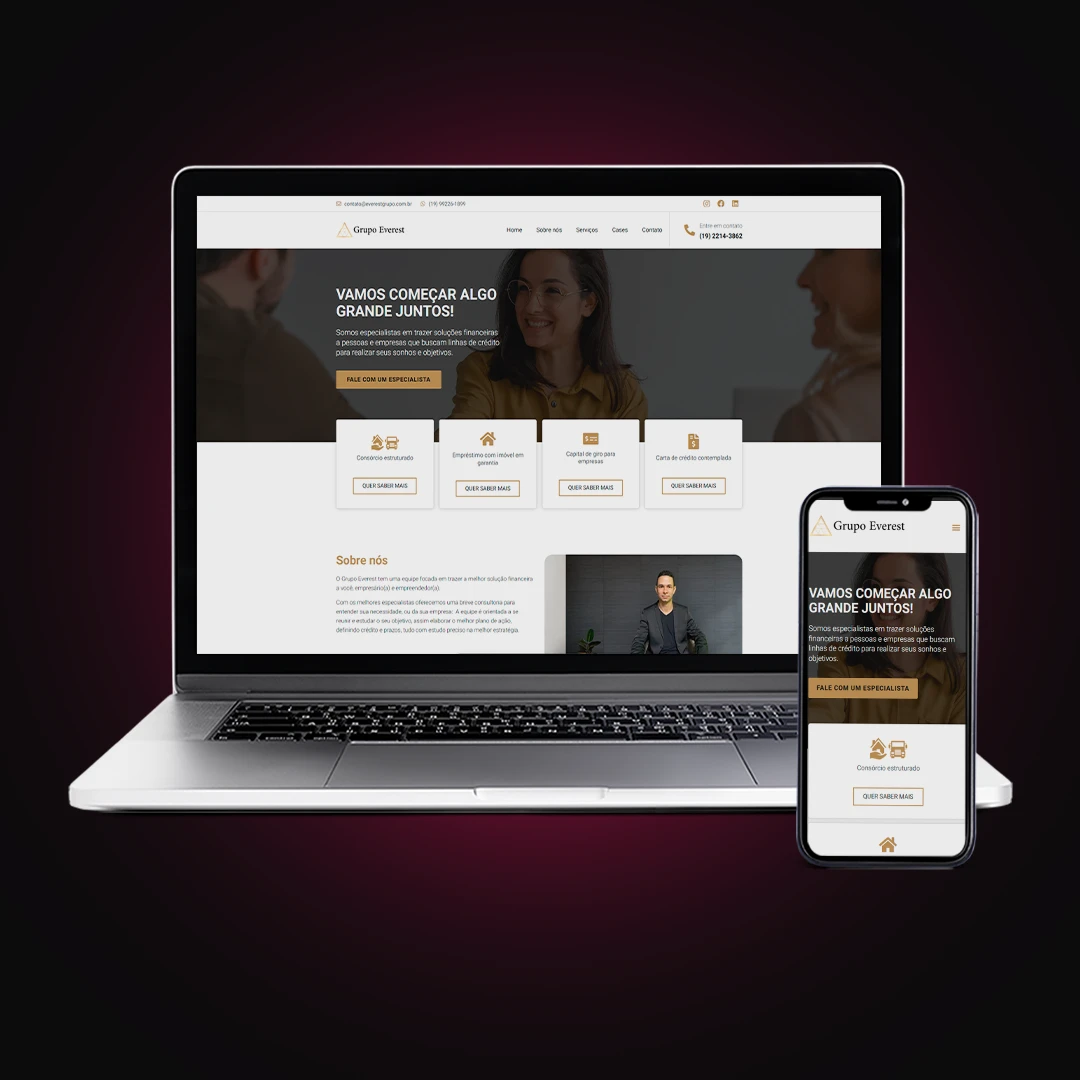 contato@everestgrupo.com.br (19) 99226-1899
Grupo Everest
Home Sobre nós Serviços Cases Contato
Entre em contato
(19) 2214-3862
VAMOS COMEÇAR ALGO
GRANDE JUNTOS!
Somos especialistas em trazer soluções financeiras
a pessoas e empresas que buscam linhas de crédito
para realizar seus sonhos e objetivos.
FALE COM UM ESPECIALISTA
Consórcio estruturado
QUER SABER MAIS
Empréstimo com imóvel em
garantia
QUER SABER MAIS
Capital de giro para
empresas
QUER SABER MAIS
Carta de crédito contemplada
QUER SABER MAIS
Sobre nós
O Grupo Everest tem uma equipe focada em trazer a melhor solução financeira
a você, empresária(o) e empreendedor(a).
Com os melhores especialistas oferecemos uma breve consultoria para
entender sua necessidade, ou da sua empresa. A equipe é orientada a se
reunir e estudar o seu objetivo, assim elaborar o melhor plano de ação,
definindo crédito e prazos, tudo com estudo preciso na melhor estratégia.
Grupo Everest
VAMOS COMEÇAR ALGO
GRANDE JUNTOS!
Somos especialistas em trazer soluções
financeiras a pessoas e empresas que buscam
linhas de crédito para realizar seus sonhos e
objetivos.
FALE COM UM ESPECIALISTA
Consórcio estruturado
QUER SABER MAIS